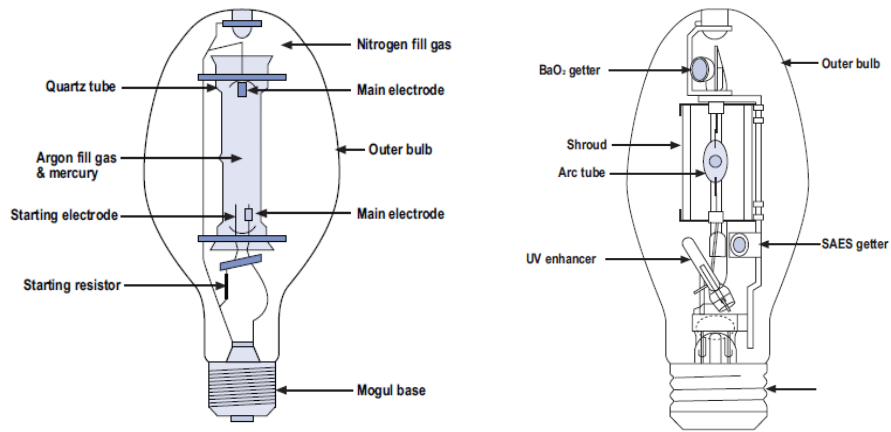 Nitrogen fill gas
Quartz tube
Main electrode
Argon fill gas
& mercury
Outer bulb
Starting electrode
Main electrode
Starting resistor
Mogul base
BaO₂ getter
Outer bulb
Shroud
Arc tube
UV enhancer
SAES getter